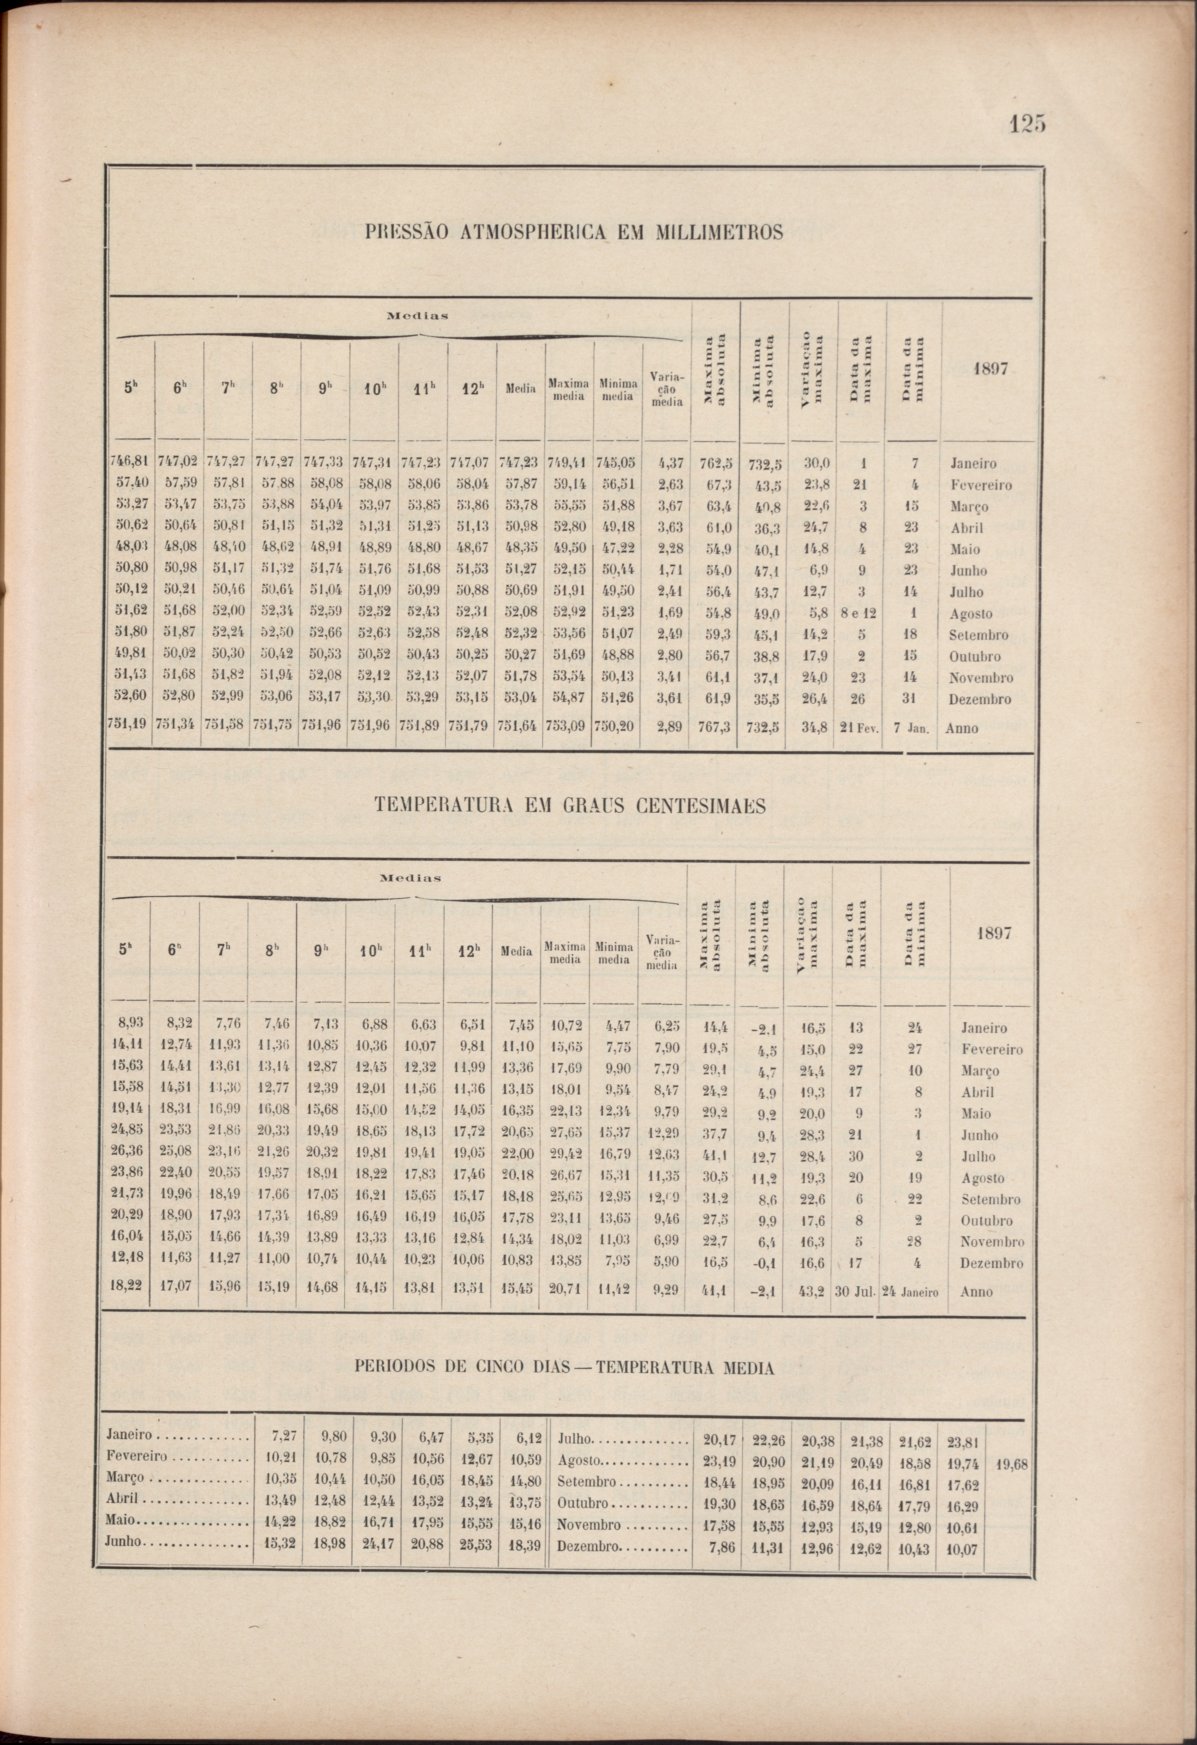 125
PRESSÃO ATMOSPHERICA EM MILLIMETROS
Medias
5h 6h 7h 8h 9h 10h 11h 12h Media Maxima media Minima media Varia-ção media Maxima absoluta Minima absoluta Variaçao maxima Data da maxima Data da minima 1897
746,81 747,02 747,27 747,27 747,33 747,31 747,23 747,07 747,23 749,41 745,05 4,37 762,5 732,5 30,0 1 7 Janeiro
57,40 57,59 57,81 57,88 58,08 58,08 58,06 58,04 57,87 59,14 56,51 2,63 67,3 43,5 23,8 21 4 Fevereiro
53,27 53,47 53,75 53,88 54,04 53,97 53,85 53,86 53,78 55,55 51,88 3,67 63,4 40,8 22,6 3 15 Março
50,62 50,64 50,81 51,15 51,32 51,31 51,25 51,13 50,98 52,80 49,18 3,63 61,0 36,3 24,7 8 23 Abril
48,03 48,08 48,40 48,62 48,91 48,89 48,80 48,67 48,35 49,50 47,22 2,28 54,9 40,1 14,8 4 23 Maio
50,80 50,98 51,17 51,32 51,74 51,76 51,68 51,53 51,27 52,15 50,44 1,71 54,0 47,1 6,9 9 23 Junho
50,12 50,21 50,46 50,64 51,04 51,09 50,99 50,88 50,69 51,91 49,50 2,41 56,4 43,7 12,7 3 14 Julho
51,62 51,68 52,00 52,34 52,59 52,52 52,43 52,31 52,08 52,92 51,23 1,69 54,8 49,0 5,8 8 e 12 1 Agosto
51,80 51,87 52,24 52,50 52,66 52,63 52,58 52,48 52,32 53,56 51,07 2,49 59,3 45,1 14,2 5 18 Setembro
49,81 50,02 50,30 50,42 50,53 50,52 50,43 50,25 50,27 51,69 48,88 2,80 56,7 38,8 17,9 2 15 Outubro
51,43 51,68 51,82 51,94 52,08 52,12 52,13 52,07 51,78 53,54 50,13 3,41 61,1 37,1 24,0 23 14 Novembro
52,60 52,80 52,99 53,06 53,17 53,30 53,29 53,15 53,04 54,87 51,26 3,61 61,9 35,5 26,4 26 31 Dezembro
751,19 751,34 751,58 751,75 751,96 751,96 751,89 751,79 751,64 753,09 750,20 2,89 767,3 732,5 34,8 21 Fev. 7 Jan. Anno
TEMPERATURA EM GRAUS CENTESIMAES
Medias
5h 6h 7h 8h 9h 10h 11h 12h Media Maxima media Minima media Varia-ção media Maxima absoluta Minima absoluta Variaçao maxima Data da maxima Data da minima 1897
8,93 8,32 7,76 7,46 7,13 6,88 6,63 6,51 7,45 10,72 4,47 6,25 14,4 -2,1 16,5 13 24 Janeiro
14,11 12,74 11,93 11,36 10,85 10,36 10,07 9,81 11,10 15,65 7,75 7,90 19,5 4,5 15,0 22 27 Fevereiro
15,63 14,41 13,61 13,14 12,87 12,45 12,32 11,99 13,36 17,69 9,90 7,79 29,1 4,7 24,4 27 10 Março
15,58 14,51 13,30 12,77 12,39 12,01 11,56 11,36 13,15 18,01 9,54 8,47 24,2 4,9 19,3 17 8 Abril
19,14 18,31 16,99 16,08 15,68 15,00 14,52 14,05 16,35 22,13 12,34 9,79 29,2 9,2 20,0 9 3 Maio
24,85 23,53 21,86 20,33 19,49 18,65 18,13 17,72 20,65 27,65 15,37 12,29 37,7 9,4 28,3 21 1 Junho
26,36 25,08 23,16 21,26 20,32 19,81 19,41 19,05 22,00 29,42 16,79 12,63 41,1 12,7 28,4 30 2 Julho
23,86 22,40 20,55 19,57 18,91 18,22 17,83 17,46 20,18 26,67 15,31 11,35 30,5 11,2 19,3 20 19 Agosto
21,73 19,96 18,49 17,66 17,05 16,21 15,65 15,17 18,18 25,65 12,95 31,2 8,6 22,6 6 22 Setembro
20,29 18,90 17,93 17,34 16,89 16,49 16,19 16,05 17,78 23,11 13,65 9,46 27,5 9,9 17,6 8 2 Outubro
16,04 15,05 14,66 14,39 13,89 13,33 13,16 12,84 14,34 18,02 11,03 6,99 22,7 6,4 16,3 5 28 Novembro
12,18 11,63 11,27 11,00 10,74 10,44 10,23 10,06 10,83 13,85 7,95 5,90 16,5 -0,1 16,6 17 4 Dezembro
18,22 17,07 15,96 15,19 14,68 14,15 13,81 13,51 15,45 20,71 11,42 9,29 41,1 -2,1 43,2 30 Jul. 24 Janeiro Anno
PERIODOS DE CINCO DIAS — TEMPERATURA MEDIA
Janeiro ............ 7,27 9,80 9,30 6,47 5,35 6,12 Julho.............. 20,17 22,26 20,38 21,38 21,62 23,81
Fevereiro .......... 10,21 10,78 9,85 10,56 12,67 10,59 Agosto............. 23,19 20,90 21,19 20,49 18,58 19,74 19,68
Março ............. 10,35 10,44 10,50 16,05 18,45 14,80 Setembro .......... 18,44 18,95 20,09 16,11 16,81 17,62
Abril ............... 13,49 12,48 12,44 13,52 13,24 13,75 Outubro........... 19,30 18,65 16,59 18,64 17,79 16,29
Maio................ 14,22 18,82 16,71 17,95 15,55 15,16 Novembro ......... 17,58 15,55 12,93 15,19 12,80 10,61
Junho............... 15,32 18,98 24,17 20,88 25,53 18,39 Dezembro.......... 7,86 11,31 12,96 12,62 10,43 10,07